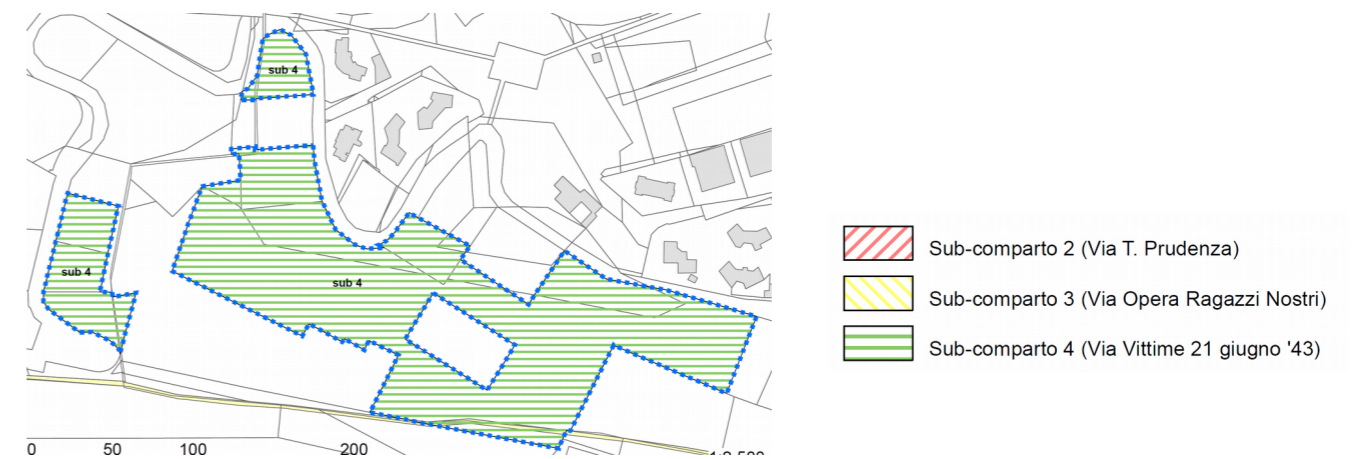 sub 4
sub 4
sub 4
0 50 100 200
Sub-comparto 2 (Via T. Prudenza)
Sub-comparto 3 (Via Opera Ragazzi Nostri)
Sub-comparto 4 (Via Vittime 21 giugno '43)